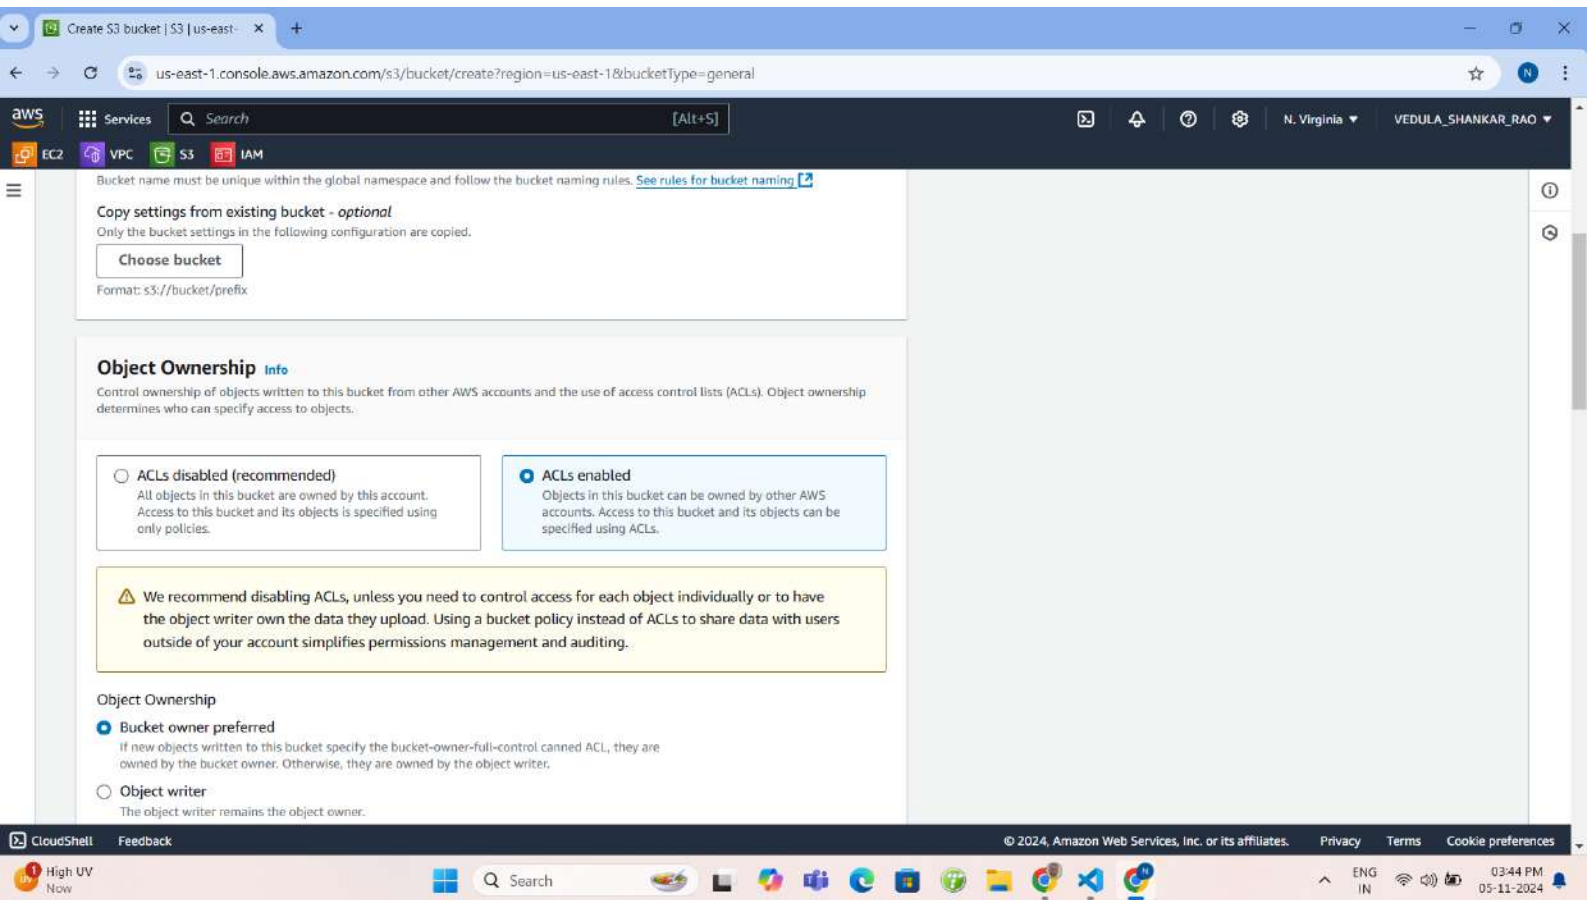 Create S3 bucket | S3 | us-east-
us-east-1.console.aws.amazon.com/s3/bucket/create?region=us-east-1&bucketType=general
N
aws
Services
Search
[Alt+S]
N. Virginia
VEDULA_SHANKAR_RAO
EC2
VPC
S3
IAM
Bucket name must be unique within the global namespace and follow the bucket naming rules. See rules for bucket naming
Copy settings from existing bucket - optional
Only the bucket settings in the following configuration are copied.
Choose bucket
Format: s3://bucket/prefix
Object Ownership Info
Control ownership of objects written to this bucket from other AWS accounts and the use of access control lists (ACLs). Object ownership
determines who can specify access to objects.
ACLs disabled (recommended)
All objects in this bucket are owned by this account.
Access to this bucket and its objects is specified using
only policies.
ACLs enabled
Objects in this bucket can be owned by other AWS
accounts. Access to this bucket and its objects can be
specified using ACLs.
We recommend disabling ACLs, unless you need to control access for each object individually or to have
the object writer own the data they upload. Using a bucket policy instead of ACLs to share data with users
outside of your account simplifies permissions management and auditing.
Object Ownership
Bucket owner preferred
If new objects written to this bucket specify the bucket-owner-full-control canned ACL, they are
owned by the bucket owner. Otherwise, they are owned by the object writer.
Object writer
The object writer remains the object owner.
CloudShell
Feedback
© 2024, Amazon Web Services, Inc. or its affiliates.
Privacy
Terms
Cookie preferences
1
High UV
Now
Search
ENG
IN
03:44 PM
05-11-2024